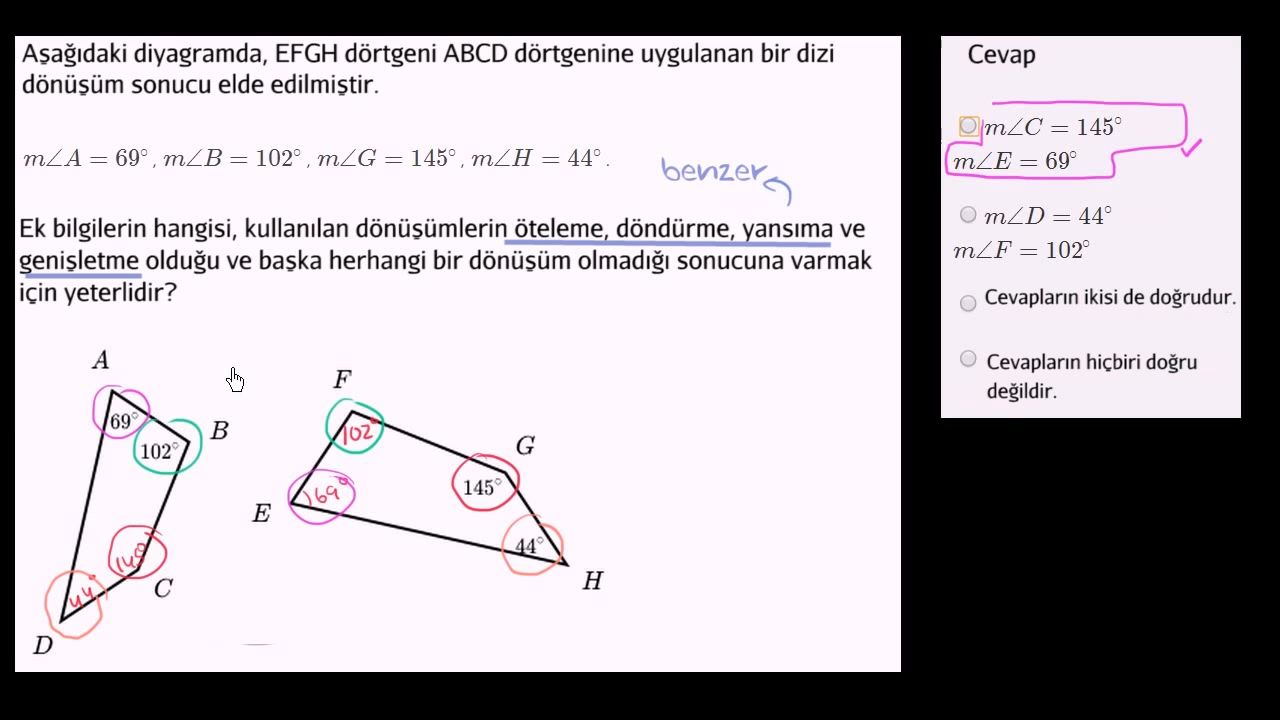 Aşağıdaki diyagramda, EFGH dörtgeni ABCD dörtgenine uygulanan bir dizi
dönüşüm sonucu elde edilmiştir.
m∠A = 69°, m∠B = 102°, m∠G = 145°, m∠H = 44°.
benzer
Ek bilgilerin hangisi, kullanılan dönüşümlerin öteleme, döndürme, yansıma ve
genişletme olduğu ve başka herhangi bir dönüşüm olmadığı sonucuna varmak
için yeterlidir?
A
69°
B
102°
C
145°
D
44°
F
102°
G
145°
E
69°
44°
H
Cevap
m∠C = 145°
m∠E = 69°
m∠D = 44°
m∠F = 102°
Cevapların ikisi de doğrudur.
Cevapların hiçbiri doğru
değildir.